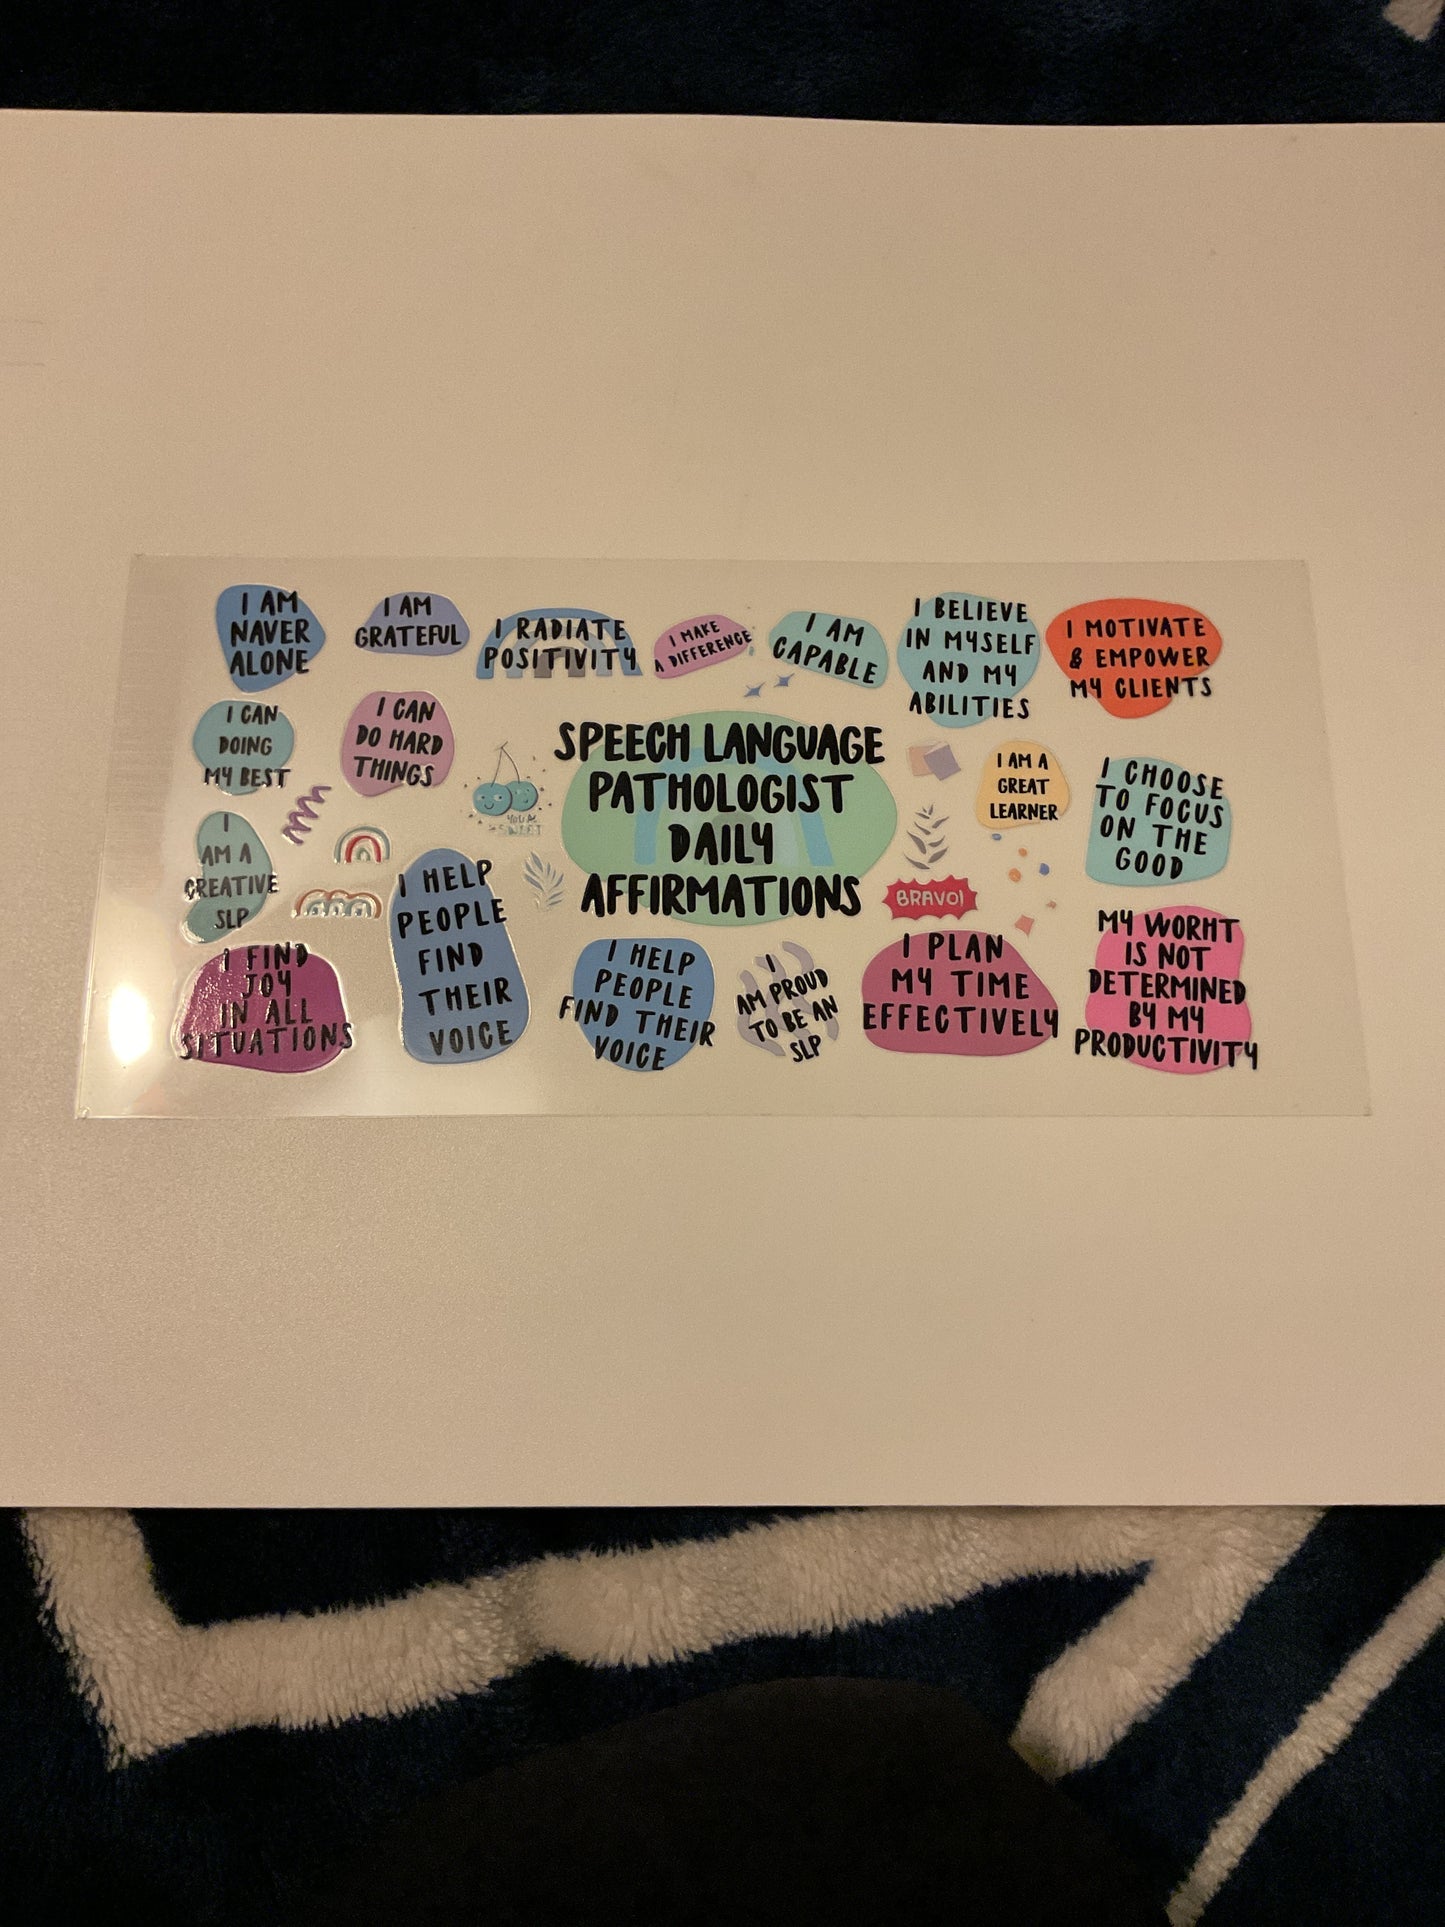 I AM
NAVER
ALONE
I AM
GRATEFUL
I RADIATE
POSITIVITY
I MAKE
A DIFFERENCE
I AM
CAPABLE
I BELIEVE
IN MYSELF
AND MY
ABILITIES
I MOTIVATE
& EMPOWER
MY CLIENTS
I CAN
DOING
MY BEST
I CAN
DO HARD
THINGS
SPEECH LANGUAGE
PATHOLOGIST
DAILY
AFFIRMATIONS
I AM A
GREAT
LEARNER
I CHOOSE
TO FOCUS
ON THE
GOOD
I
AM A
CREATIVE
SLP
BRAVO!
I HELP
PEOPLE
FIND
THEIR
VOICE
I FIND
JOY
IN ALL
SITUATIONS
I HELP
PEOPLE
FIND THEIR
VOICE
I
AM PROUD
TO BE AN
SLP
I PLAN
MY TIME
EFFECTIVELY
MY WORHT
IS NOT
DETERMINED
BY MY
PRODUCTIVITY